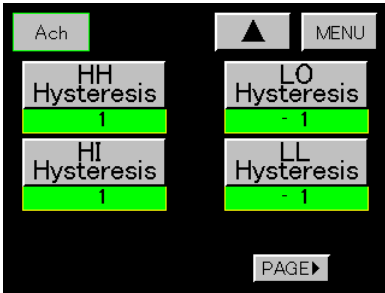 Ach ▲ MENU
HH Hysteresis
1
LO Hysteresis
- 1
HI Hysteresis
1
LL Hysteresis
- 1
PAGE▶